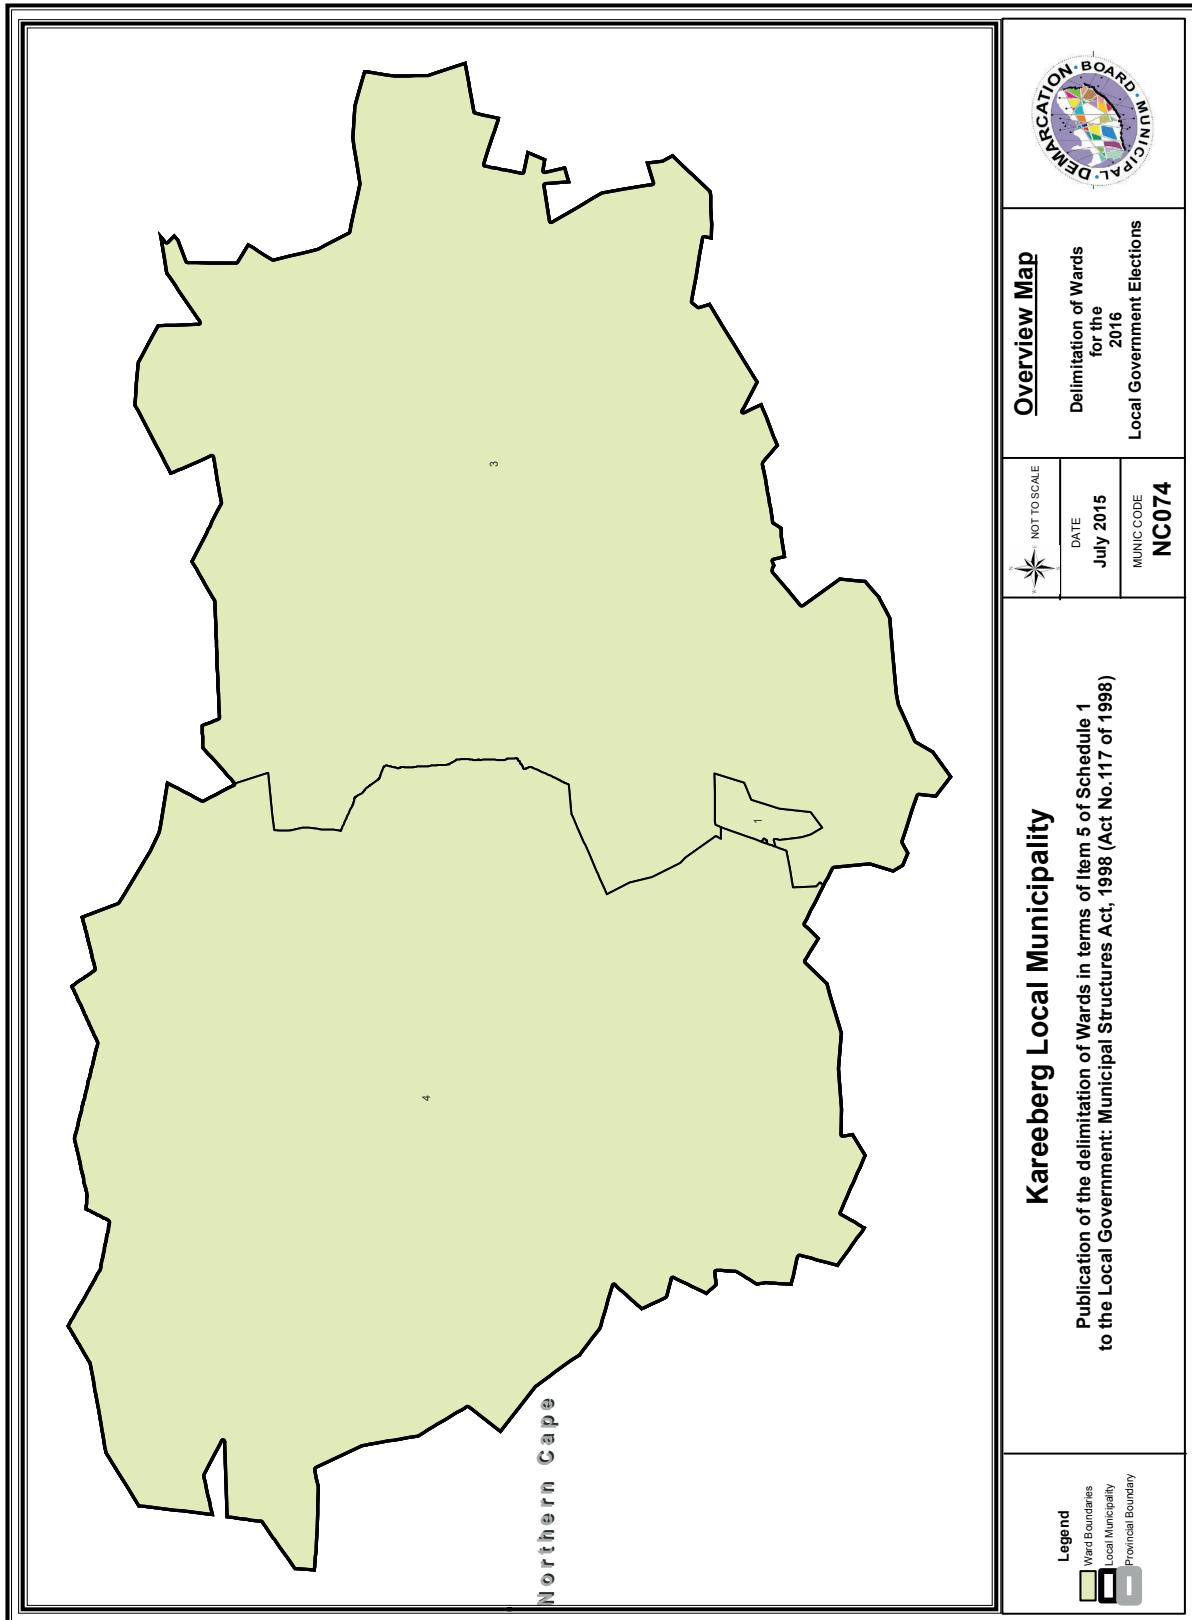 3
1
4
Northern Cape
Legend
Ward Boundaries
Local Municipality
Provincial Boundary
Kareeberg Local Municipality
Publication of the delimitation of Wards in terms of Item 5 of Schedule 1
to the Local Government: Municipal Structures Act, 1998 (Act No.117 of 1998)
NOT TO SCALE
DATE
July 2015
MUNIC CODE
NC074
Overview Map
Delimitation of Wards
for the
2016
Local Government Elections
MUNICIPAL DEMARCATION BOARD